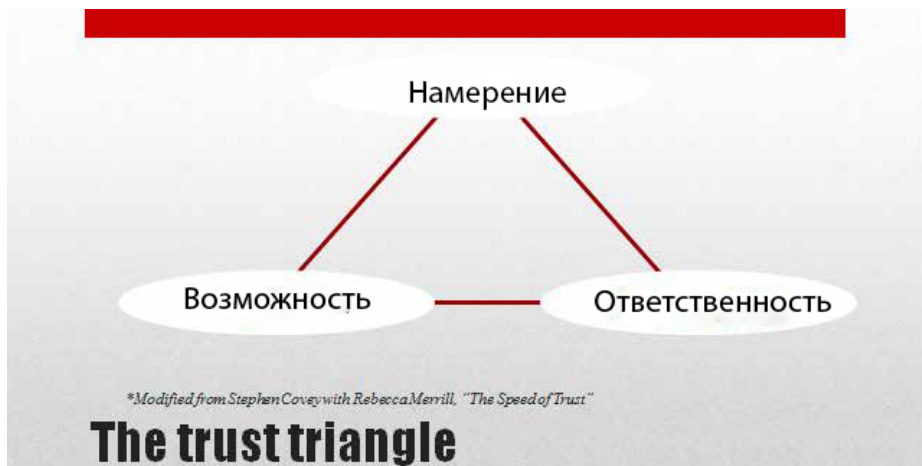 Намерение
Возможность
Ответственность
*Modified from Stephen Covey with Rebecca Merrill, "The Speed of Trust"
The trust triangle